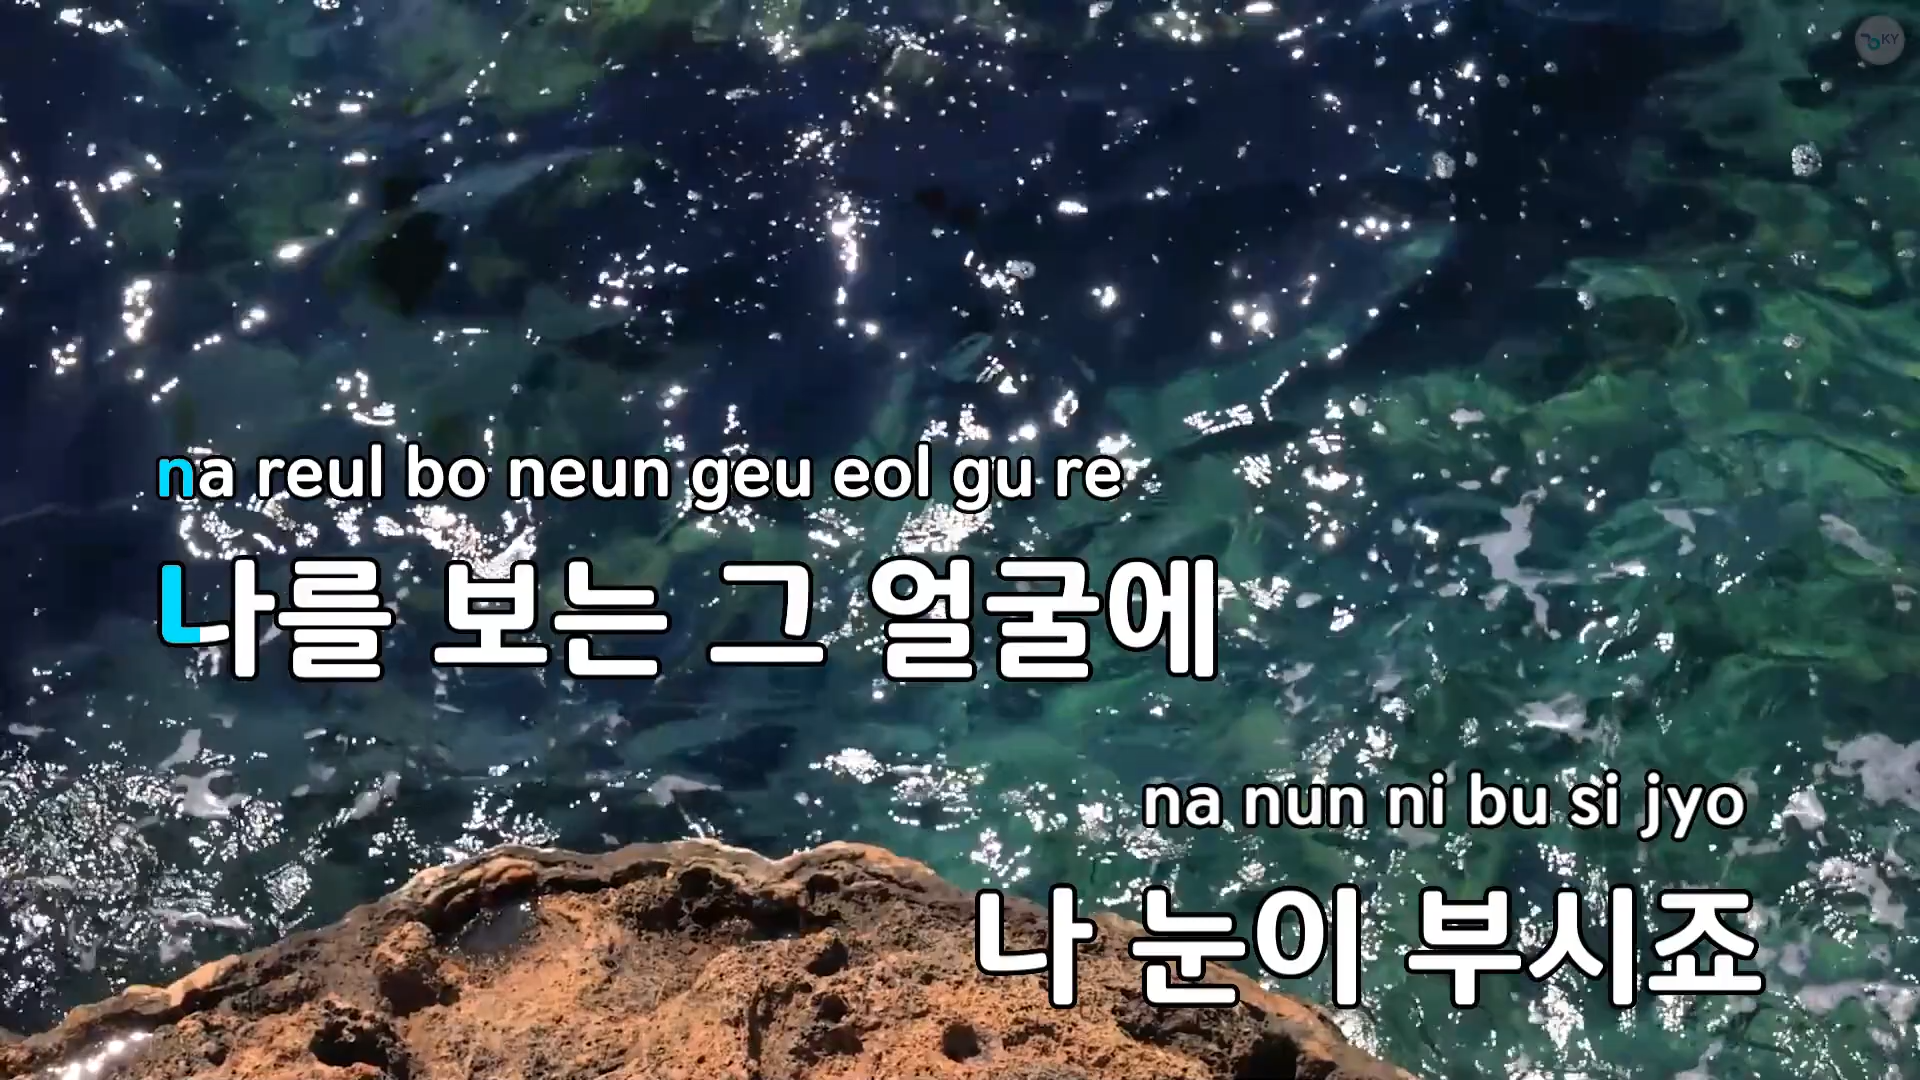 KY
na reul bo neun geu eol gu re
나를 보는 그 얼굴에
na nun ni bu si jyo
나 눈이 부시죠